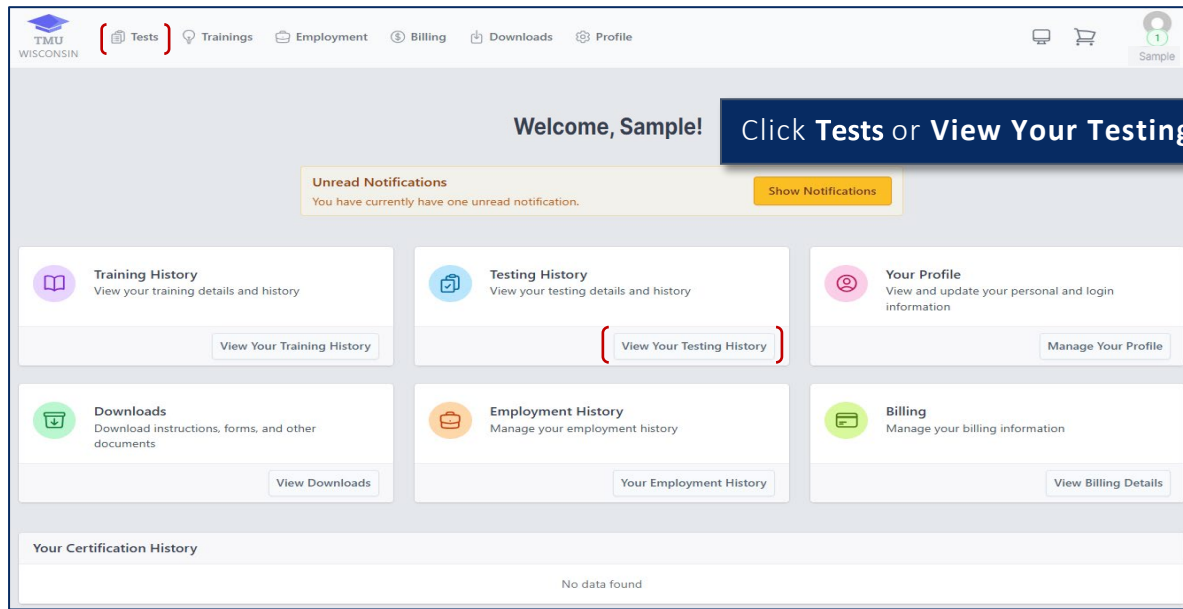 TMU
WISCONSIN
Tests Trainings Employment Billing Downloads Profile
1
Sample
Welcome, Sample!
Click Tests or View Your Testing
Unread Notifications
You have currently have one unread notification.
Show Notifications
Training History
View your training details and history
View Your Training History
Testing History
View your testing details and history
View Your Testing History
Your Profile
View and update your personal and login
information
Manage Your Profile
Downloads
Download instructions, forms, and other
documents
View Downloads
Employment History
Manage your employment history
Your Employment History
Billing
Manage your billing information
View Billing Details
Your Certification History
No data found